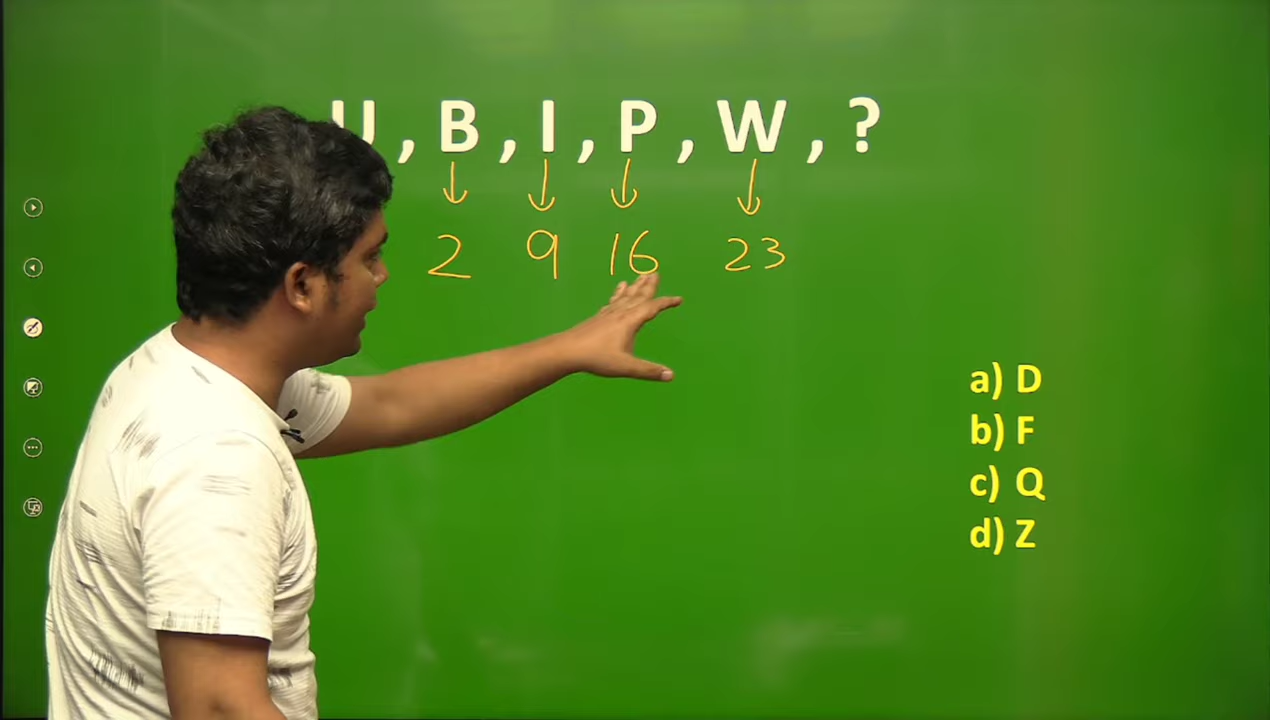 U , B , I , P , W , ?
2 9 16 23
a) D
b) F
c) Q
d) Z